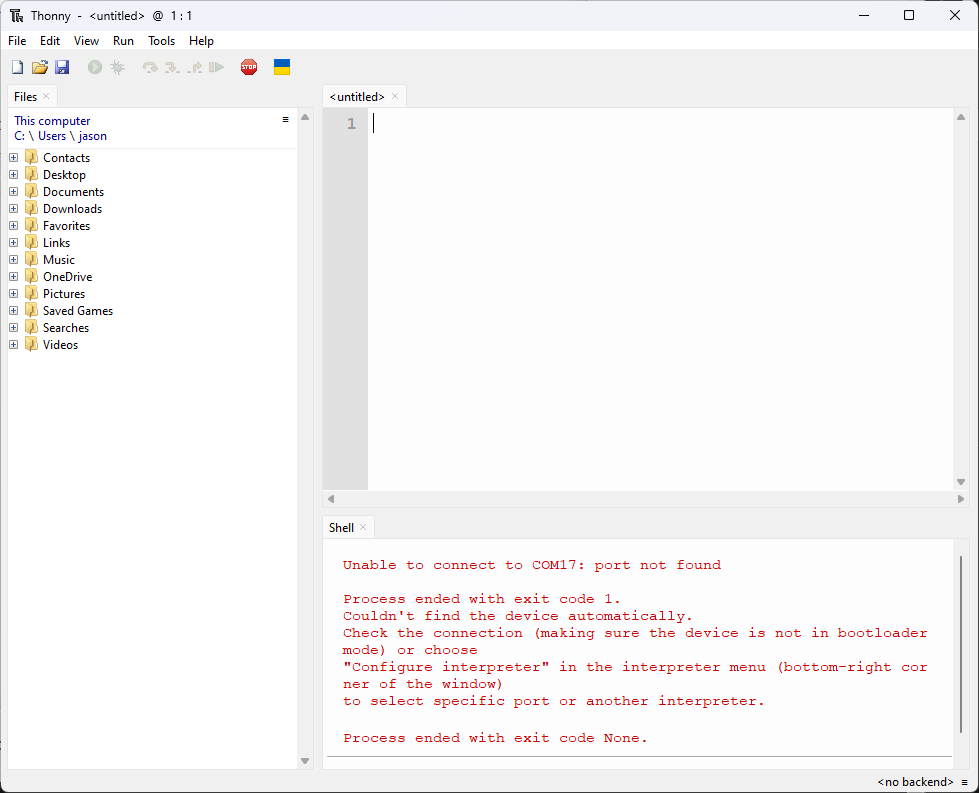 Thonny - <untitled> @ 1:1
File Edit View Run Tools Help
STOP
Files
This computer
C: \ Users \ jason
Contacts
Desktop
Documents
Downloads
Favorites
Links
Music
OneDrive
Pictures
Saved Games
Searches
Videos
<untitled>
1
Shell
Unable to connect to COM17: port not found
Process ended with exit code 1.
Couldn't find the device automatically.
Check the connection (making sure the device is not in bootloader
mode) or choose
"Configure interpreter" in the interpreter menu (bottom-right cor
ner of the window)
to select specific port or another interpreter.
Process ended with exit code None.
<no backend>